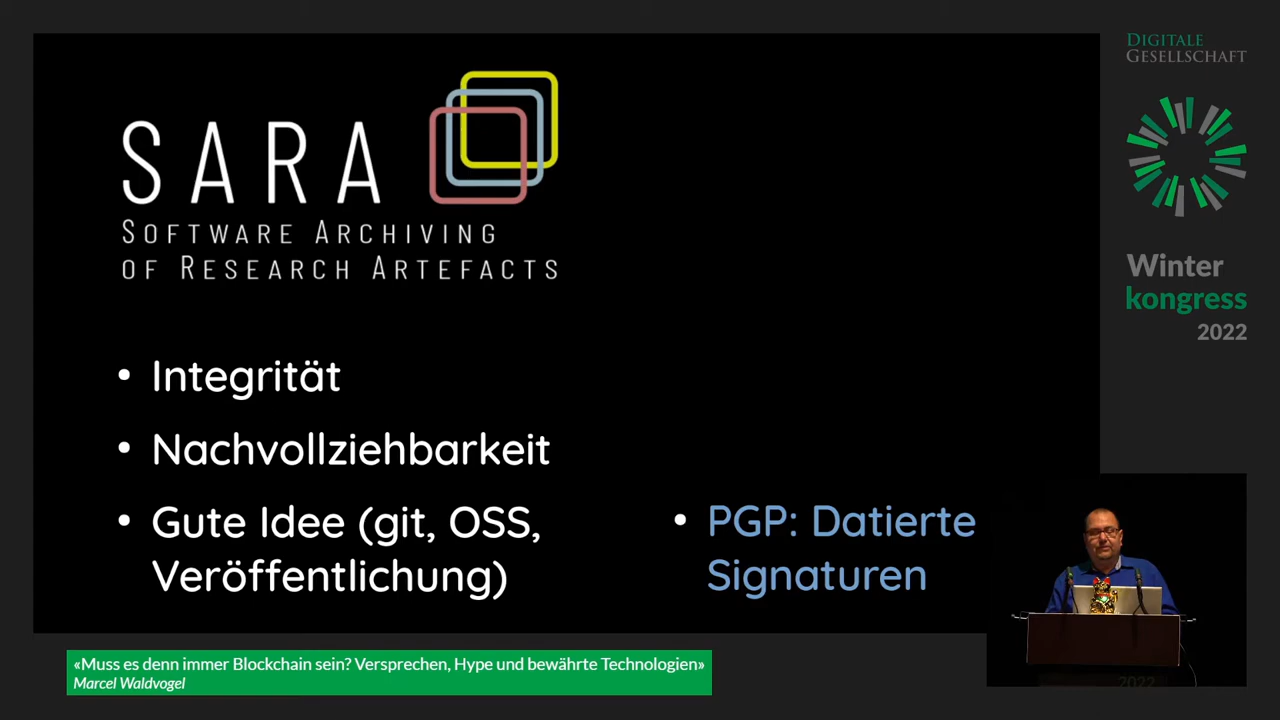 SARA
SOFTWARE ARCHIVING
OF RESEARCH ARTEFACTS
• Integrität
• Nachvollziehbarkeit
• Gute Idee (git, OSS,
Veröffentlichung)
• PGP: Datierte
Signaturen
DIGITALE
GESELLSCHAFT
Winter
kongress
2022
2022
«Muss es denn immer Blockchain sein? Versprechen, Hype und bewährte Technologien»
Marcel Waldvogel